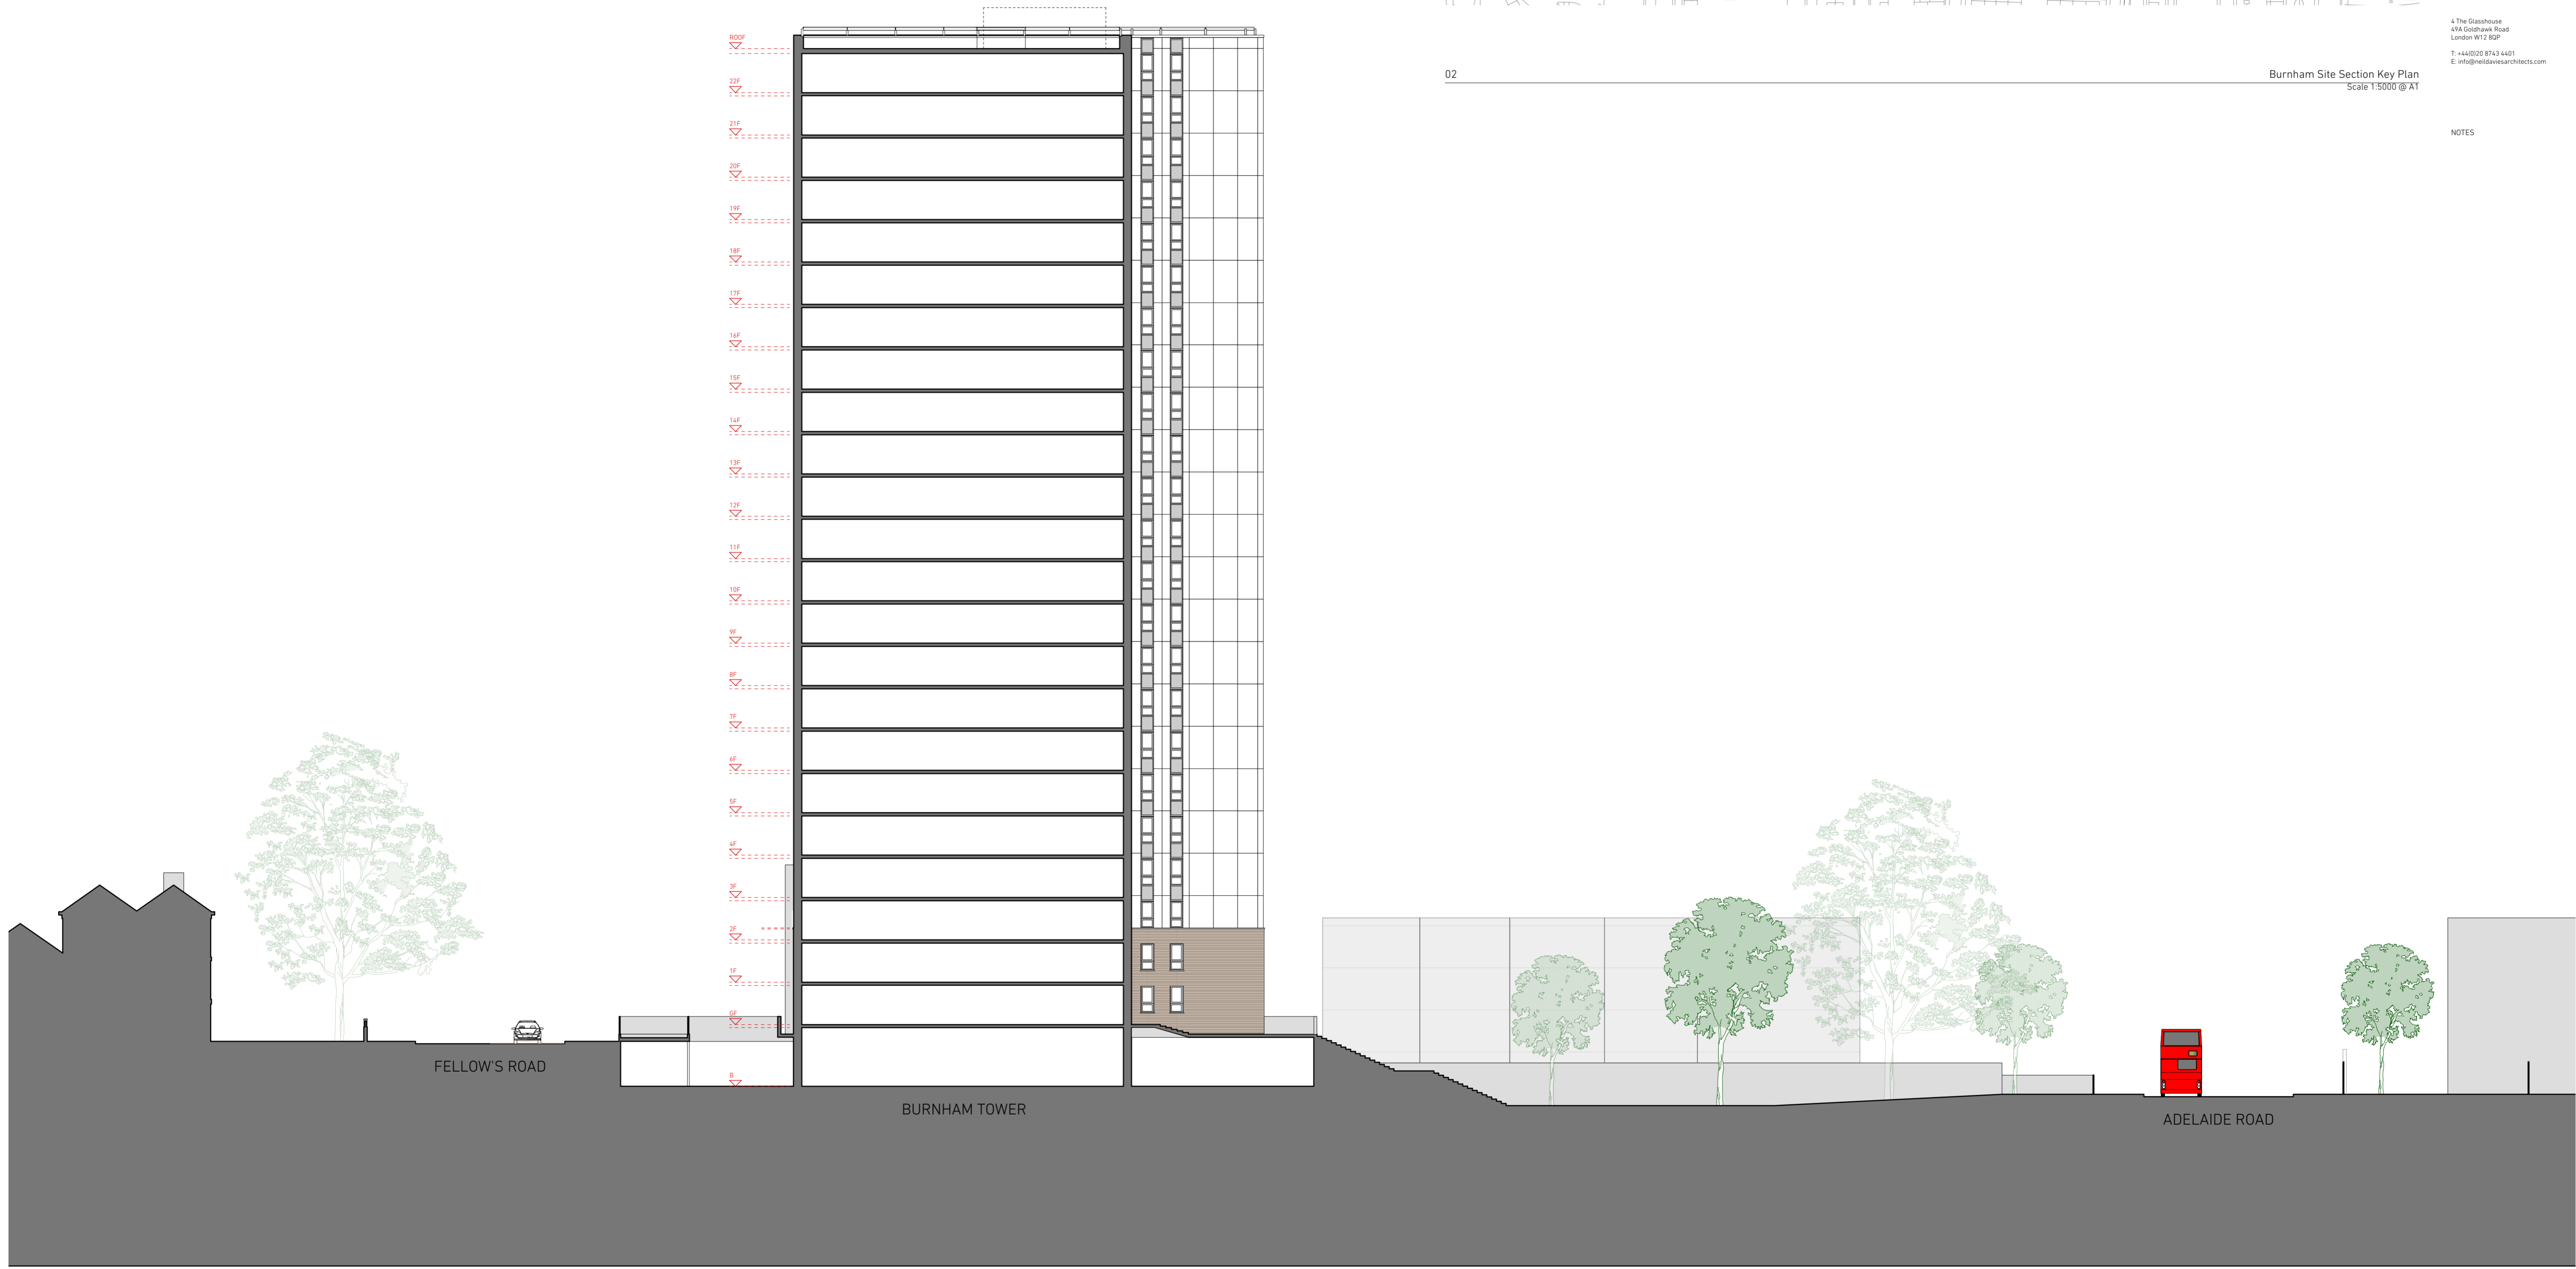 4 The Glasshouse
49A Goldhawk Road
London W12 8QP
T: +44(0)20 8743 4401
E: info@neildaviesarchitects.com
02
Burnham Site Section Key Plan
Scale 1:5000 @ A1
NOTES
ROOF
22F
21F
20F
19F
18F
17F
16F
15F
14F
13F
12F
11F
10F
9F
8F
7F
6F
5F
4F
3F
2F
1F
GF
B
FELLOW'S ROAD
BURNHAM TOWER
ADELAIDE ROAD